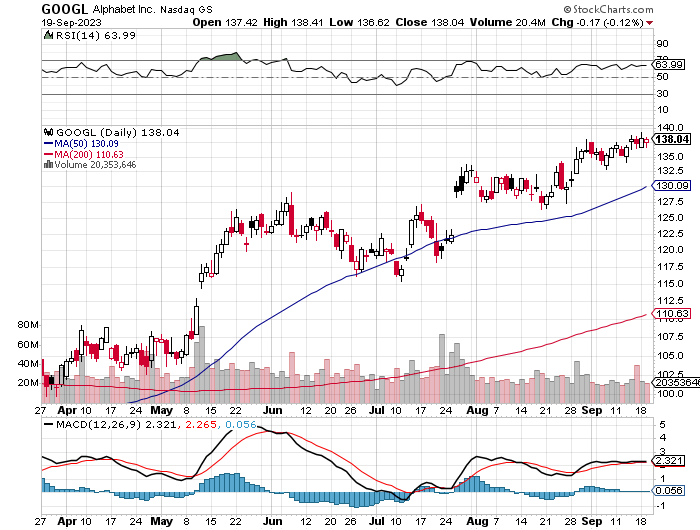 GOOGL Alphabet Inc. Nasdaq GS © StockCharts.com
19-Sep-2023 Open 137.42 High 138.41 Low 136.62 Close 138.04 Volume 20.4M Chg -0.17 (-0.12%)
RSI(14) 63.99
90
70
63.99
50
30
10
GOOGL (Daily) 138.04
MA(50) 130.09
MA(200) 110.63
Volume 20,353,646
140.0
138.04
135.0
132.5
130.09
127.5
125.0
122.5
120.0
117.5
115.0
112.5
110.63
107.5
105.0
102.5
100.0
80M
60M
40M
20M
20353646
27 Apr 10 17 24 May 8 15 22 Jun 12 20 26 Jul 10 17 24 Aug 7 14 21 28 Sep 11 18
MACD(12,26,9) 2.321, 2.265, 0.056
5
4
3
2.321
1
0.056
-1
27 Apr 10 17 24 May 8 15 22 Jun 12 20 26 Jul 10 17 24 Aug 7 14 21 28 Sep 11 18